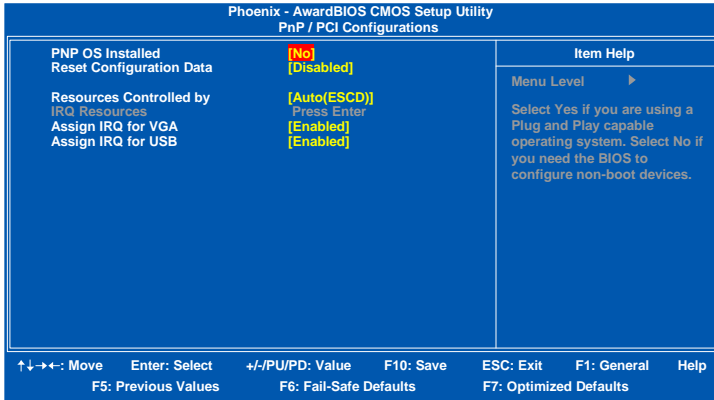 Phoenix - AwardBIOS CMOS Setup Utility
PnP / PCI Configurations
PNP OS Installed [No]
Reset Configuration Data [Disabled]
Resources Controlled by [Auto(ESCD)]
IRQ Resources Press Enter
Assign IRQ for VGA [Enabled]
Assign IRQ for USB [Enabled]
Item Help
Menu Level ▶
Select Yes if you are using a
Plug and Play capable
operating system. Select No if
you need the BIOS to
configure non-boot devices.
↑↓→←: Move Enter: Select +/-/PU/PD: Value F10: Save ESC: Exit F1: General Help
F5: Previous Values F6: Fail-Safe Defaults F7: Optimized Defaults